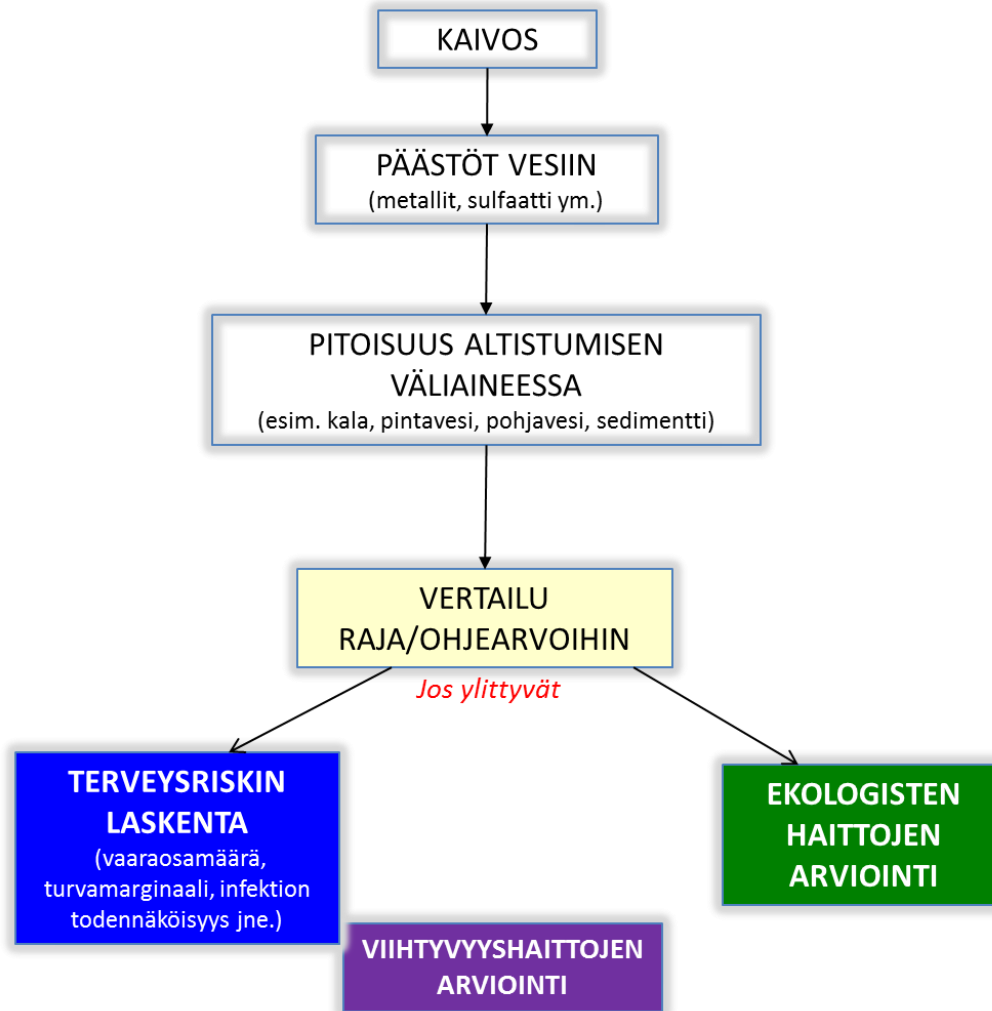 KAIVOS
PÄÄSTÖT VESIIN
(metallit, sulfaatti ym.)
PITOISUUS ALTISTUMISEN
VÄLIAINEESSA
(esim. kala, pintavesi, pohjavesi, sedimentti)
VERTAILU
RAJA/OHJEARVOIHIN
Jos ylittyvät
TERVEYSRISKIN
LASKENTA
(vaaraosamäärä,
turvamarginaali, infektion
todennäköisyys jne.)
EKOLOGISTEN
HAITTOJEN
ARVIOINTI
VIIHTYVYYSHAITTOJEN
ARVIOINTI